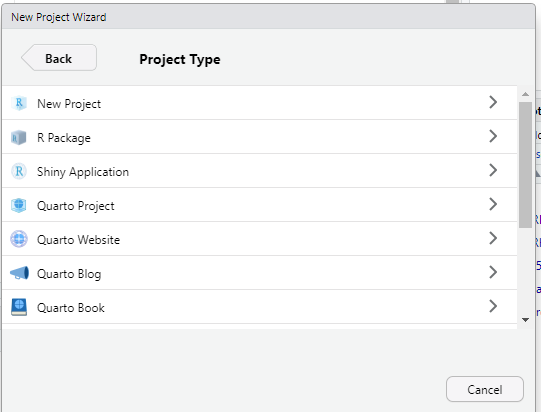 New Project Wizard
Back
Project Type
New Project
R Package
Shiny Application
Quarto Project
Quarto Website
Quarto Blog
Quarto Book
Cancel